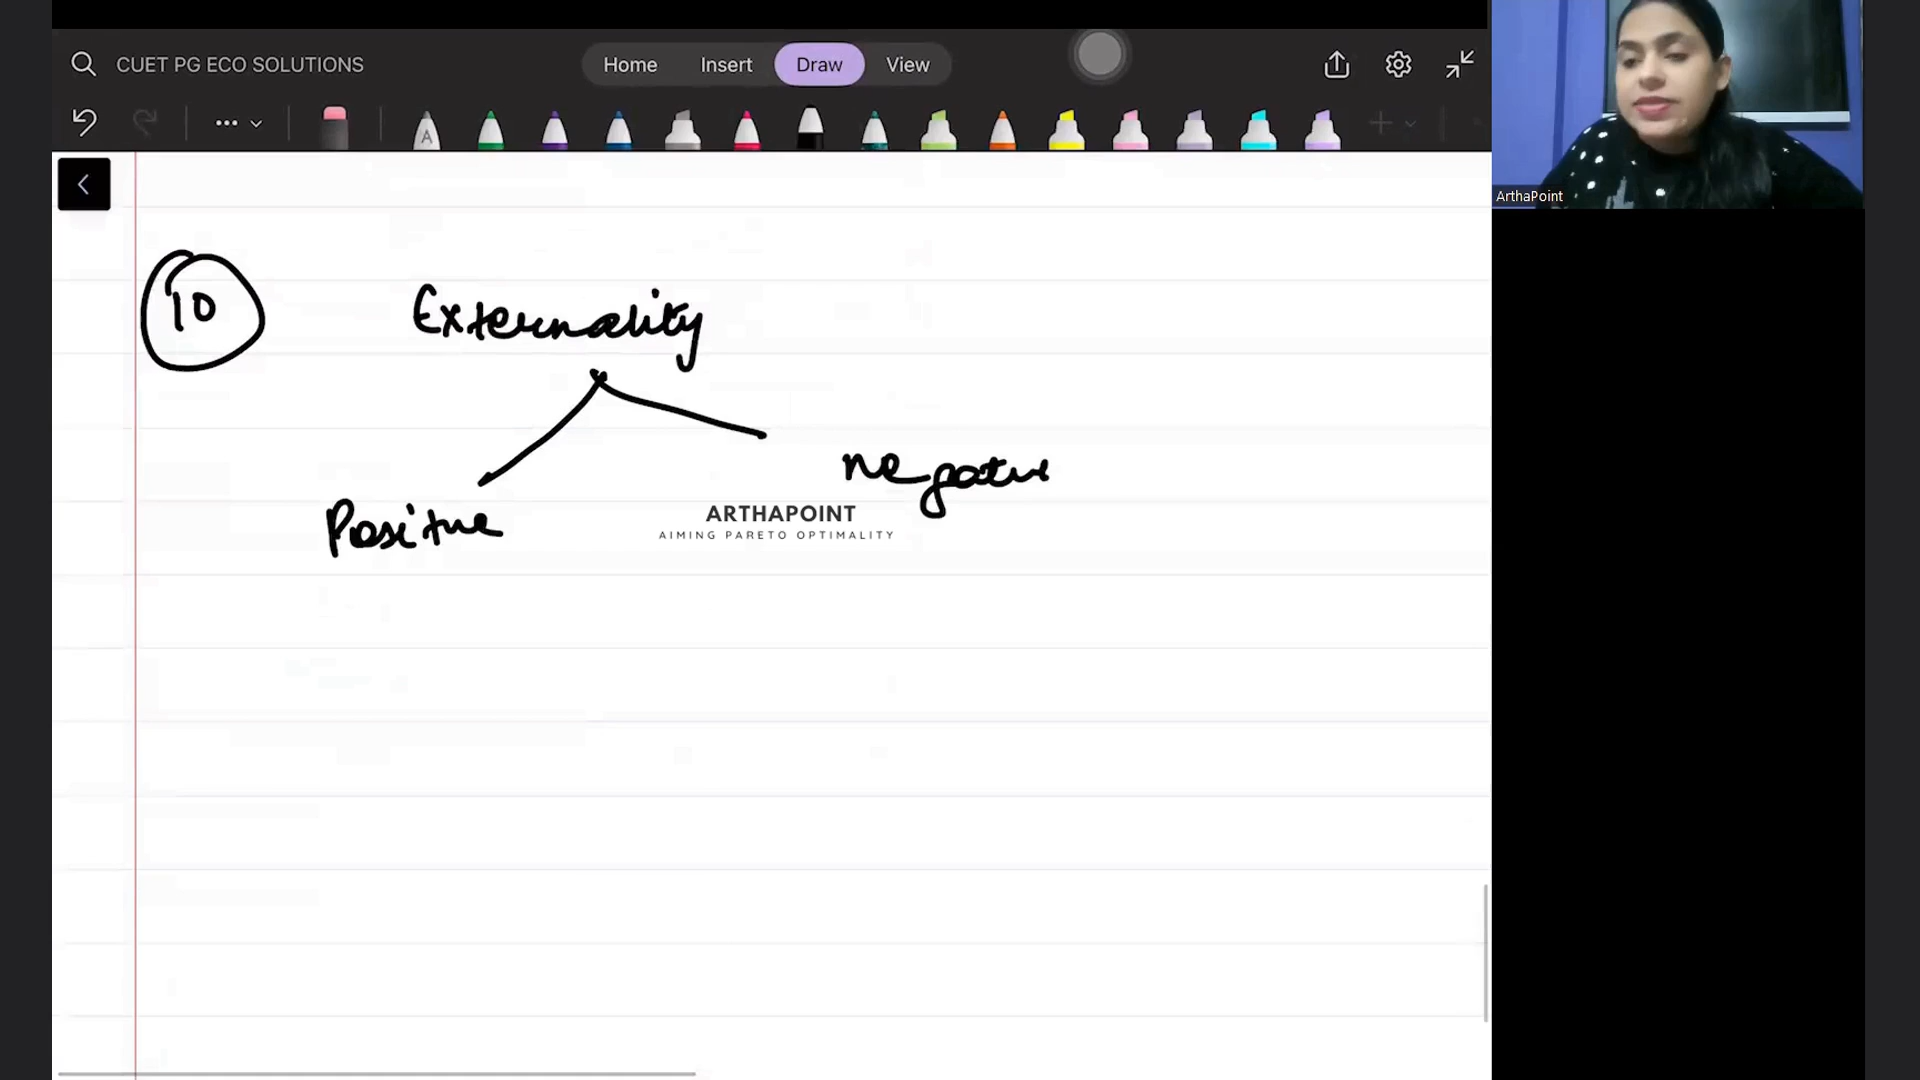 CUET PG ECO SOLUTIONS
Home Insert Draw View
A
ArthaPoint
10 Externality
Positive negative
ARTHAPOINT
AIMING PARETO OPTIMALITY